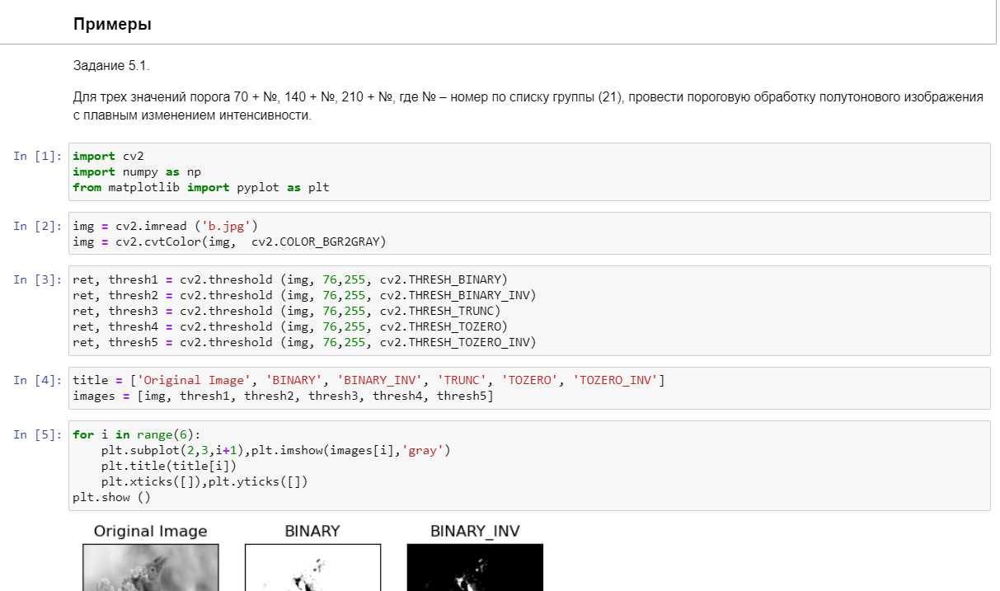 Примеры
Задание 5.1.
Для трех значений порога 70 + №, 140 + №, 210 + №, где № – номер по списку группы (21), провести пороговую обработку полутонового изображения
с плавным изменением интенсивности.
In [1]: import cv2
import numpy as np
from matplotlib import pyplot as plt
In [2]: img = cv2.imread ('b.jpg')
img = cv2.cvtColor(img,  cv2.COLOR_BGR2GRAY)
In [3]: ret, thresh1 = cv2.threshold (img, 76,255, cv2.THRESH_BINARY)
ret, thresh2 = cv2.threshold (img, 76,255, cv2.THRESH_BINARY_INV)
ret, thresh3 = cv2.threshold (img, 76,255, cv2.THRESH_TRUNC)
ret, thresh4 = cv2.threshold (img, 76,255, cv2.THRESH_TOZERO)
ret, thresh5 = cv2.threshold (img, 76,255, cv2.THRESH_TOZERO_INV)
In [4]: title = ['Original Image', 'BINARY', 'BINARY_INV', 'TRUNC', 'TOZERO', 'TOZERO_INV']
images = [img, thresh1, thresh2, thresh3, thresh4, thresh5]
In [5]: for i in range(6):
    plt.subplot(2,3,i+1),plt.imshow(images[i],'gray')
    plt.title(title[i])
    plt.xticks([]),plt.yticks([])
plt.show ()
Original Image BINARY BINARY_INV